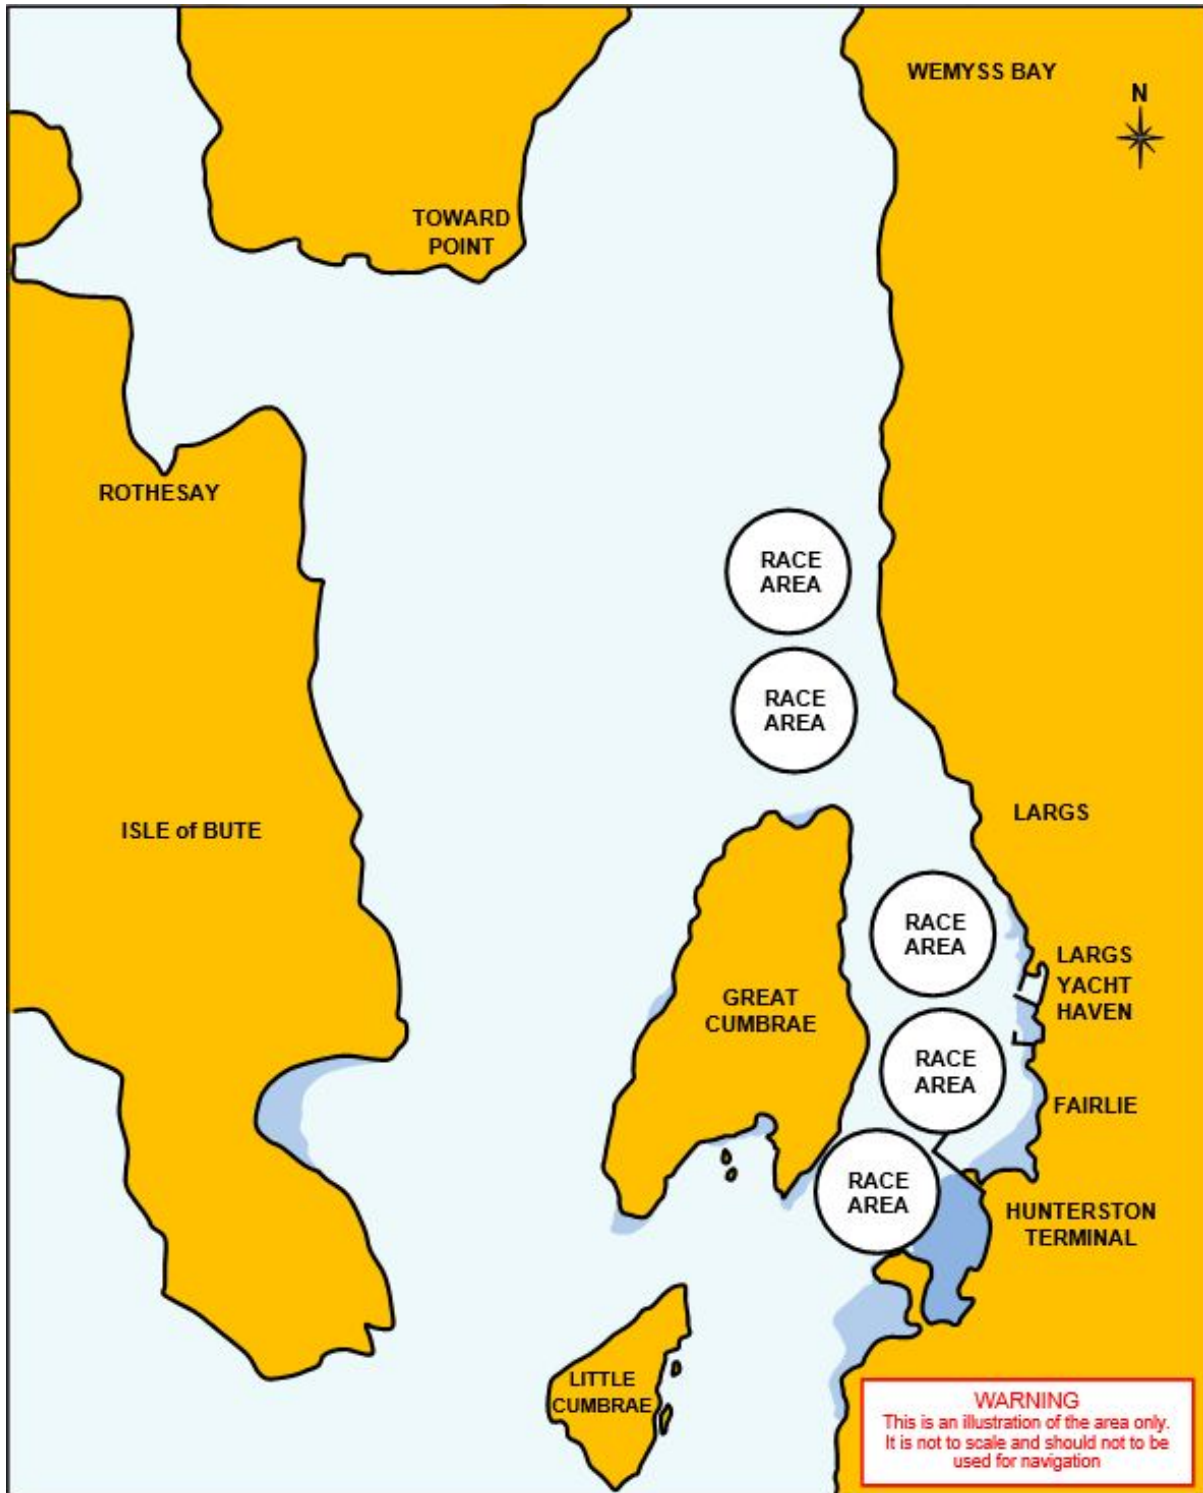 WEMYSS BAY
N
TOWARD
POINT
ROTHESAY
RACE
AREA
RACE
AREA
ISLE of BUTE
LARGS
RACE
AREA
LARGS
YACHT
HAVEN
GREAT
CUMBRAE
RACE
AREA
FAIRLIE
RACE
AREA
HUNTERSTON
TERMINAL
LITTLE
CUMBRAE
WARNING
This is an illustration of the area only.
It is not to scale and should not to be
used for navigation